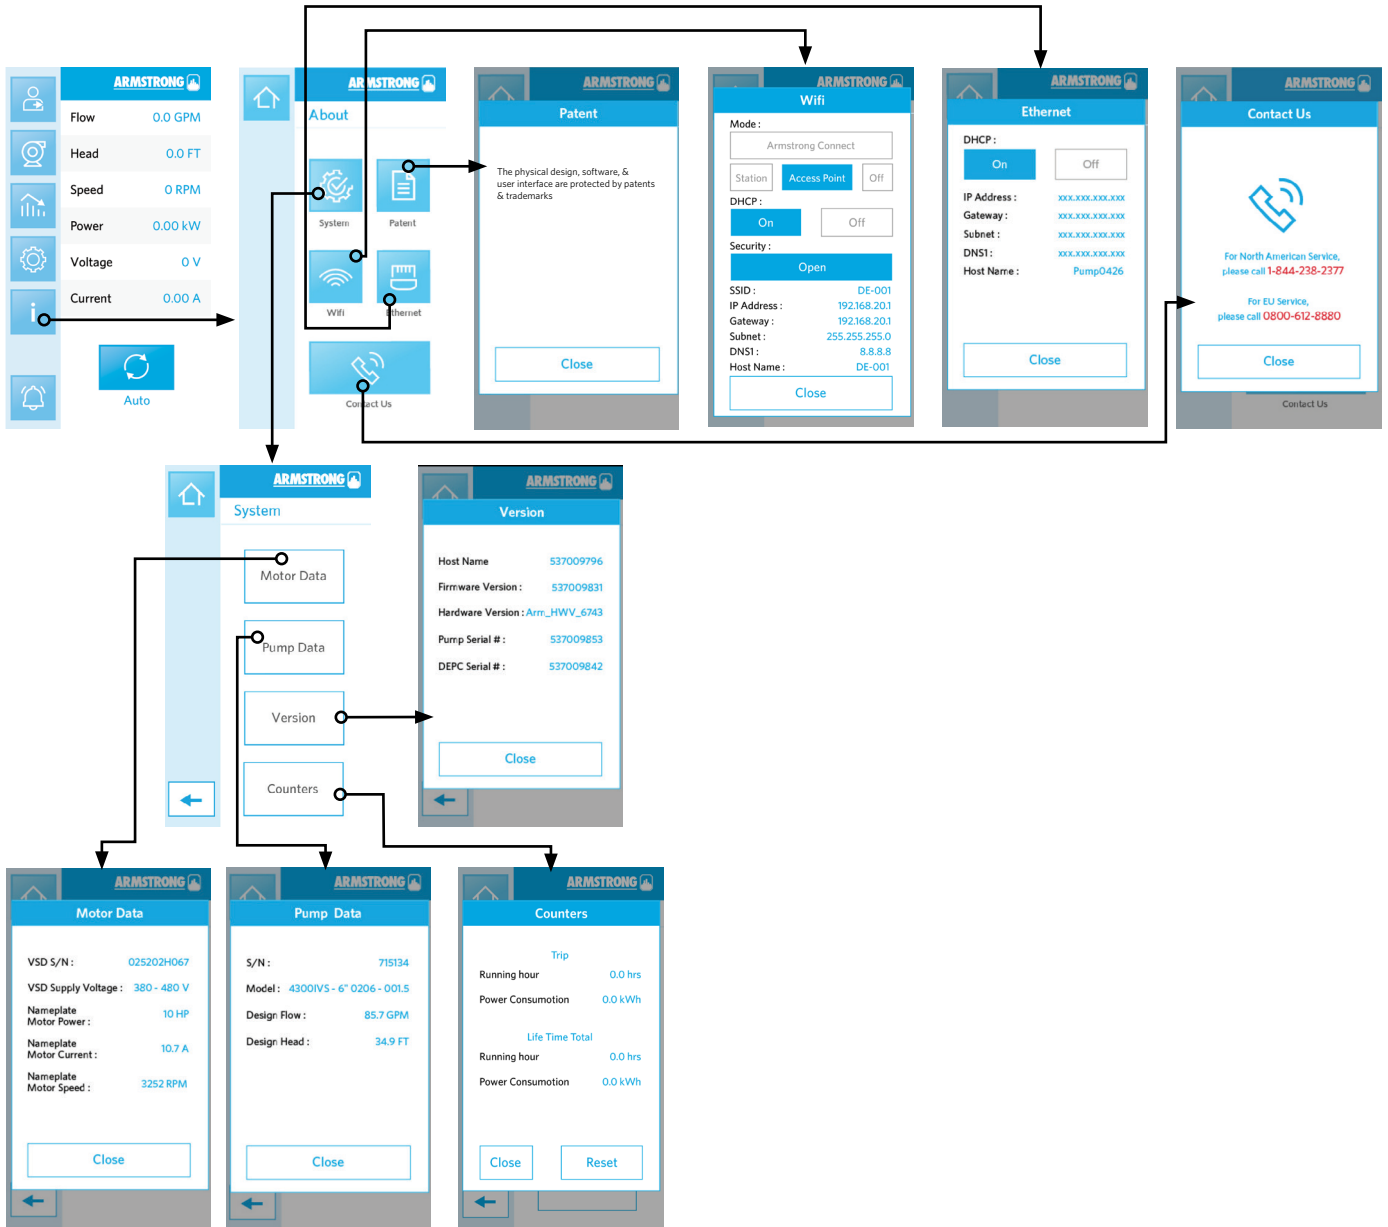 ARMSTRONG
Flow 0.0 GPM
Head 0.0 FT
Speed 0 RPM
Power 0.00 kW
Voltage 0 V
Current 0.00 A
i
Auto
ARMSTRONG
About
System Patent
Wifi Ethernet
Contact Us
ARMSTRONG
Patent
The physical design, software, &
user interface are protected by patents
& trademarks
Close
ARMSTRONG
Wifi
Mode :
Armstrong Connect
Station Access Point Off
DHCP :
On Off
Security :
Open
SSID : DE-001
IP Address : 192.168.20.1
Gateway : 192.168.20.1
Subnet : 255.255.255.0
DNS1 : 8.8.8.8
Host Name : DE-001
Close
ARMSTRONG
Ethernet
DHCP :
On Off
IP Address : xxx.xxx.xxx.xxx
Gateway : xxx.xxx.xxx.xxx
Subnet : xxx.xxx.xxx.xxx
DNS1: xxx.xxx.xxx.xxx
Host Name : Pump0426
Close
ARMSTRONG
Contact Us
For North American Service,
please call 1-844-238-2377
For EU Service,
please call 0800-612-8880
Close
Contact Us
ARMSTRONG
System
Motor Data
Pump Data
Version
Counters
ARMSTRONG
Version
Host Name 537009796
Firmware Version : 537009831
Hardware Version : Arm_HWV_6743
Pump Serial # : 537009853
DEPC Serial # : 537009842
Close
ARMSTRONG
Motor Data
VSD S/N : 025202H067
VSD Supply Voltage : 380 - 480 V
Nameplate
Motor Power : 10 HP
Nameplate
Motor Current : 10.7 A
Nameplate
Motor Speed : 3252 RPM
Close
ARMSTRONG
Pump Data
S/N : 715134
Model : 4300IVS - 6" 0206 - 001.5
Design Flow : 85.7 GPM
Design Head : 34.9 FT
Close
ARMSTRONG
Counters
Trip
Running hour 0.0 hrs
Power Consumotion 0.0 kWh
Life Time Total
Running hour 0.0 hrs
Power Consumotion 0.0 kWh
Close Reset